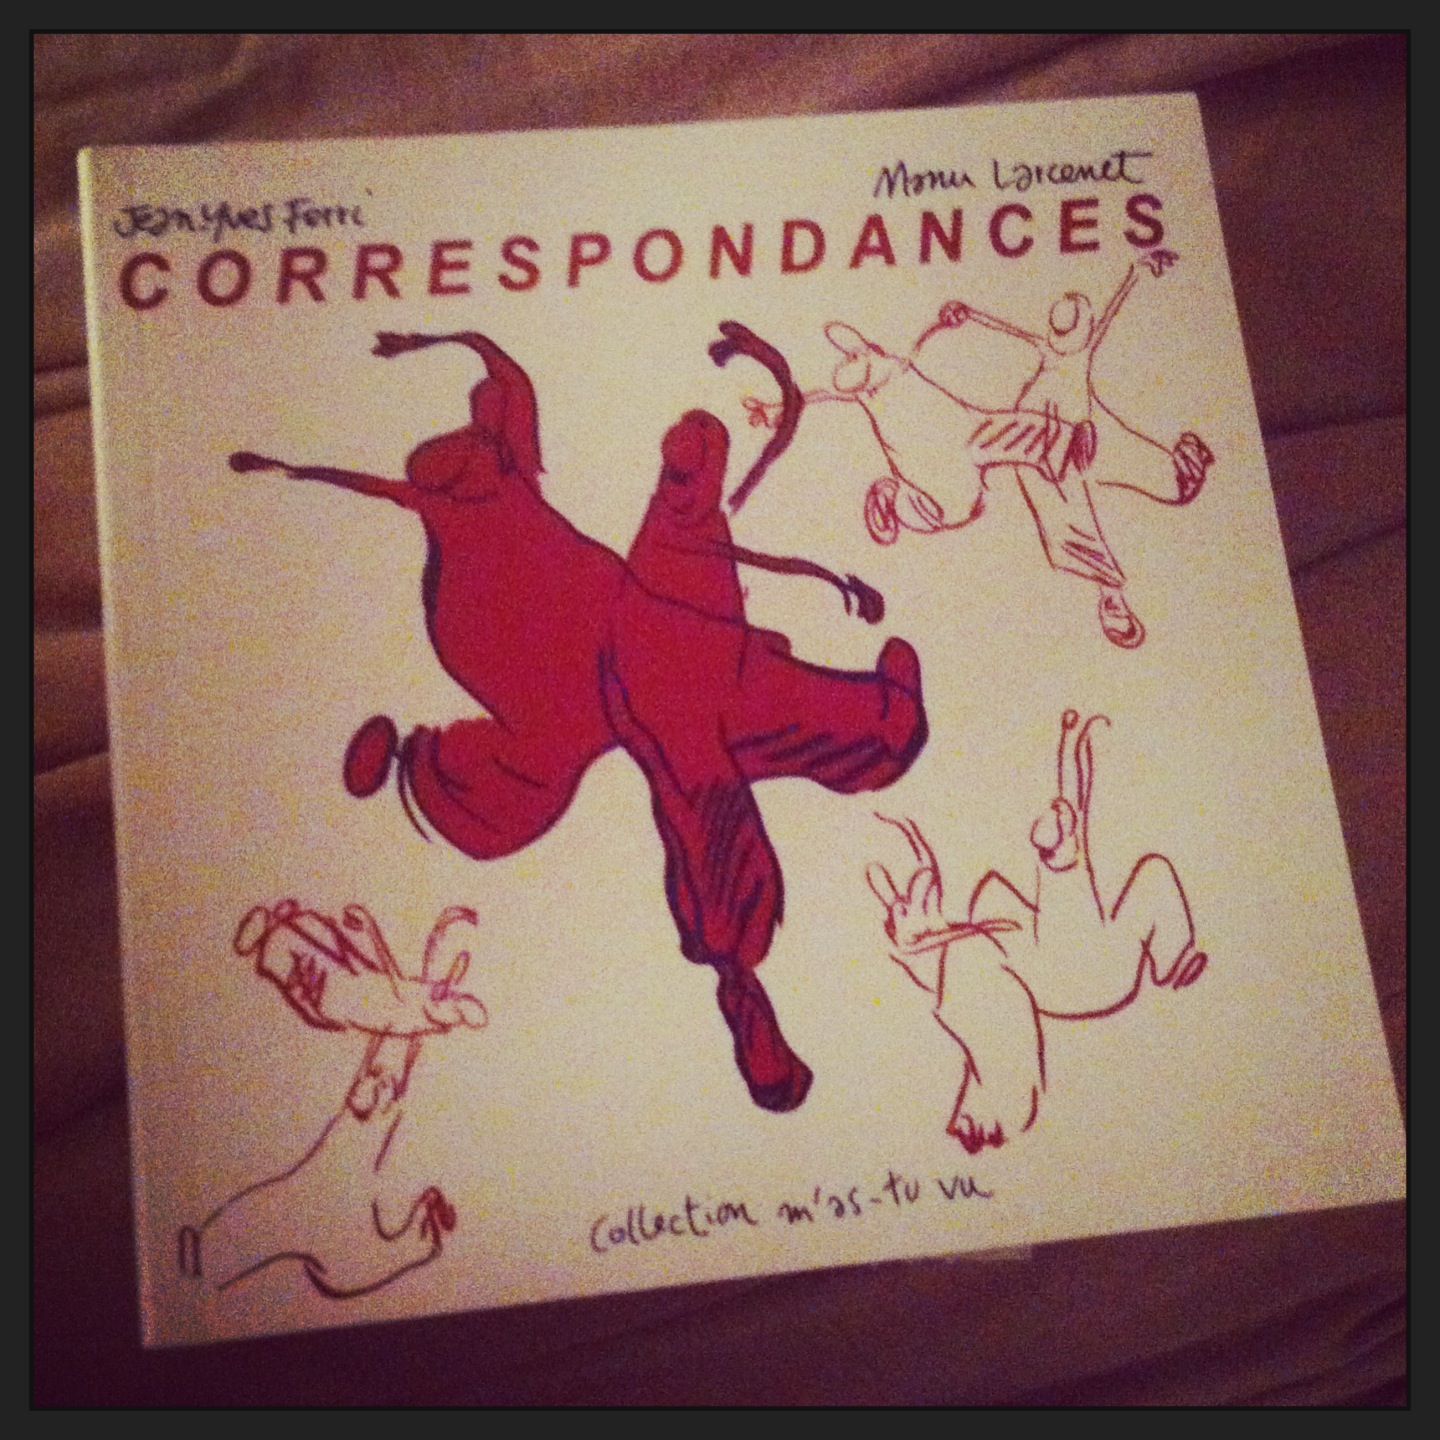 Jean-Yves Ferri
Manu Larcenet
CORRESPONDANCES
Collection m'as-tu vu